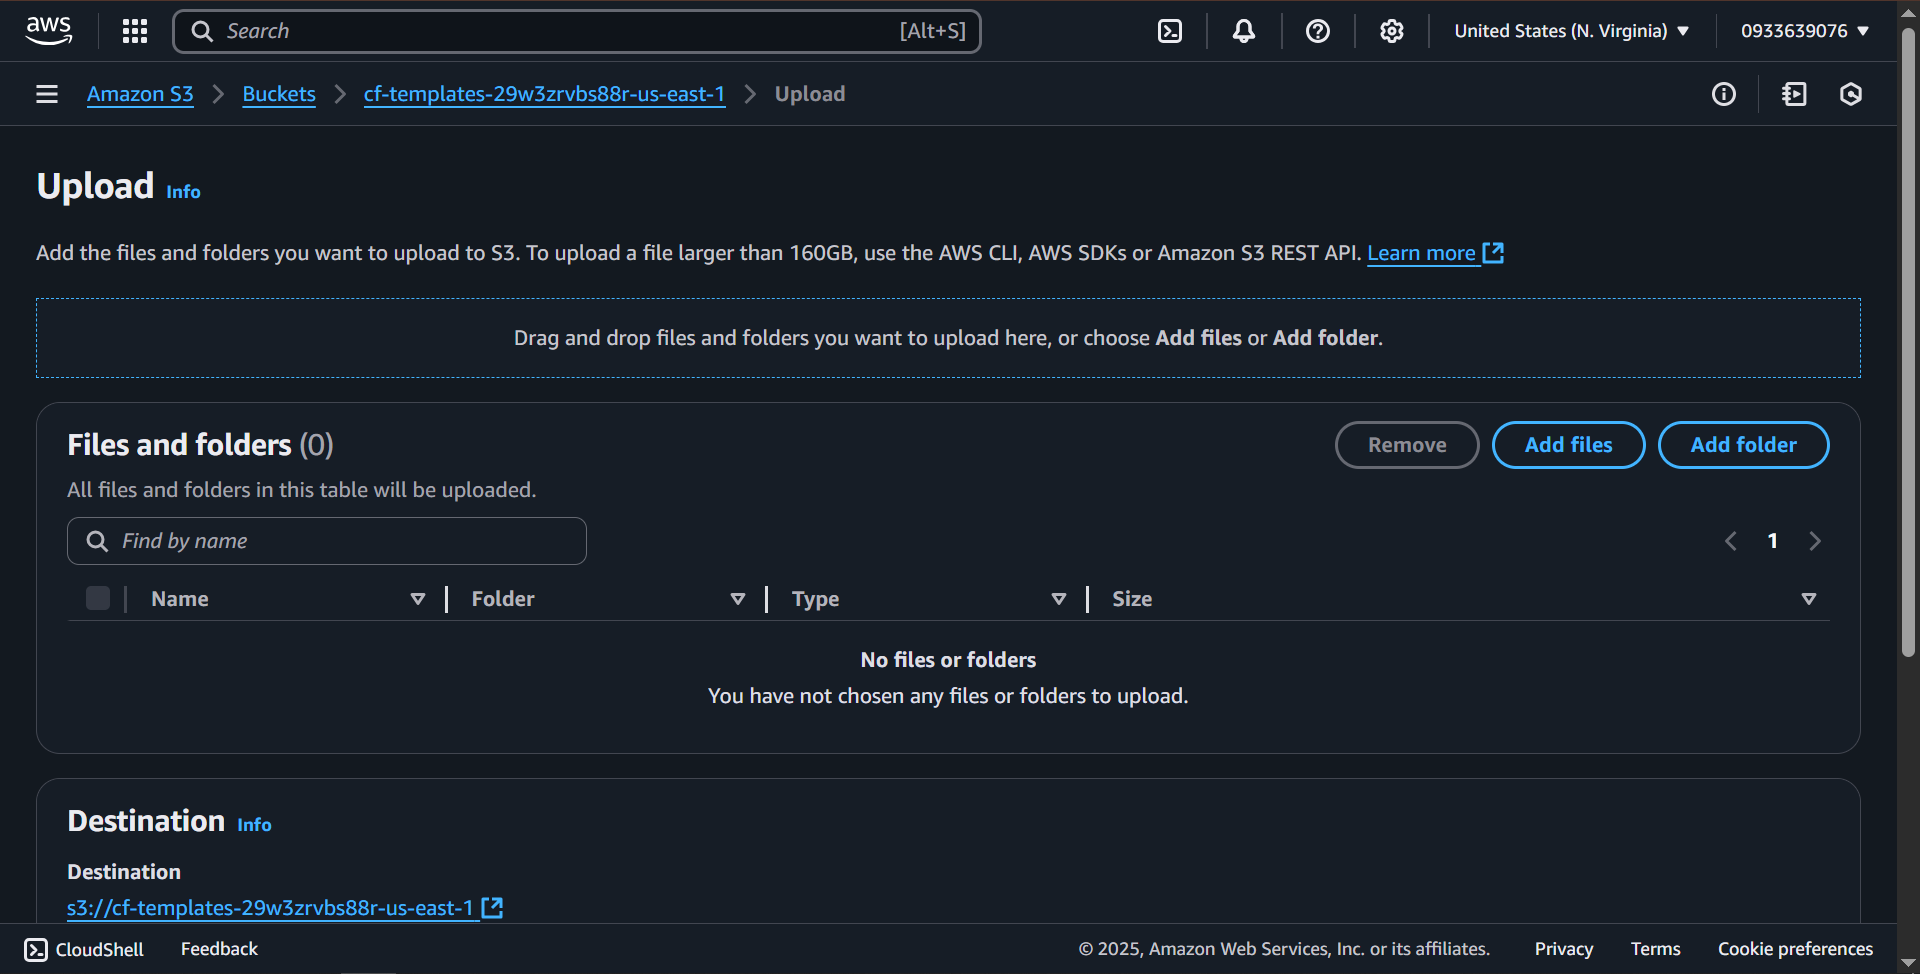 aws
Search [Alt+S]
United States (N. Virginia)
0933639076
Amazon S3 Buckets cf-templates-29w3zrvbs88r-us-east-1 Upload
Upload Info
Add the files and folders you want to upload to S3. To upload a file larger than 160GB, use the AWS CLI, AWS SDKs or Amazon S3 REST API. Learn more
Drag and drop files and folders you want to upload here, or choose Add files or Add folder.
Files and folders (0)
Remove Add files Add folder
All files and folders in this table will be uploaded.
Find by name
1
Name Folder Type Size
No files or folders
You have not chosen any files or folders to upload.
Destination Info
Destination
s3://cf-templates-29w3zrvbs88r-us-east-1
CloudShell Feedback © 2025, Amazon Web Services, Inc. or its affiliates. Privacy Terms Cookie preferences